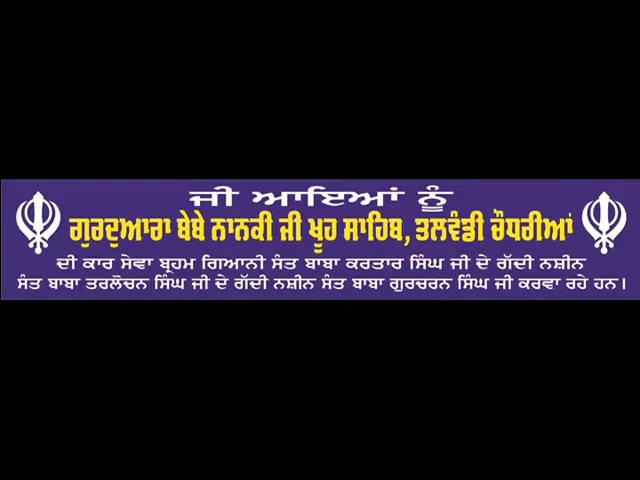 ਜੀ ਆਇਆਂ ਨੂੰ
ਗੁਰਦੁਆਰਾ ਬੇਬੇ ਨਾਨਕੀ ਜੀ ਖੂਹ ਸਾਹਿਬ, ਤਲਵੰਡੀ ਚੌਧਰੀਆਂ
ਦੀ ਕਾਰ ਸੇਵਾ ਬ੍ਰਹਮ ਗਿਆਨੀ ਸੰਤ ਬਾਬਾ ਕਰਤਾਰ ਸਿੰਘ ਜੀ ਦੇ ਗੱਦੀ ਨਸ਼ੀਨ
ਸੰਤ ਬਾਬਾ ਤਰਲੋਚਨ ਸਿੰਘ ਜੀ ਦੇ ਗੱਦੀ ਨਸ਼ੀਨ ਸੰਤ ਬਾਬਾ ਗੁਰਚਰਨ ਸਿੰਘ ਜੀ ਕਰਵਾ ਰਹੇ ਹਨ।